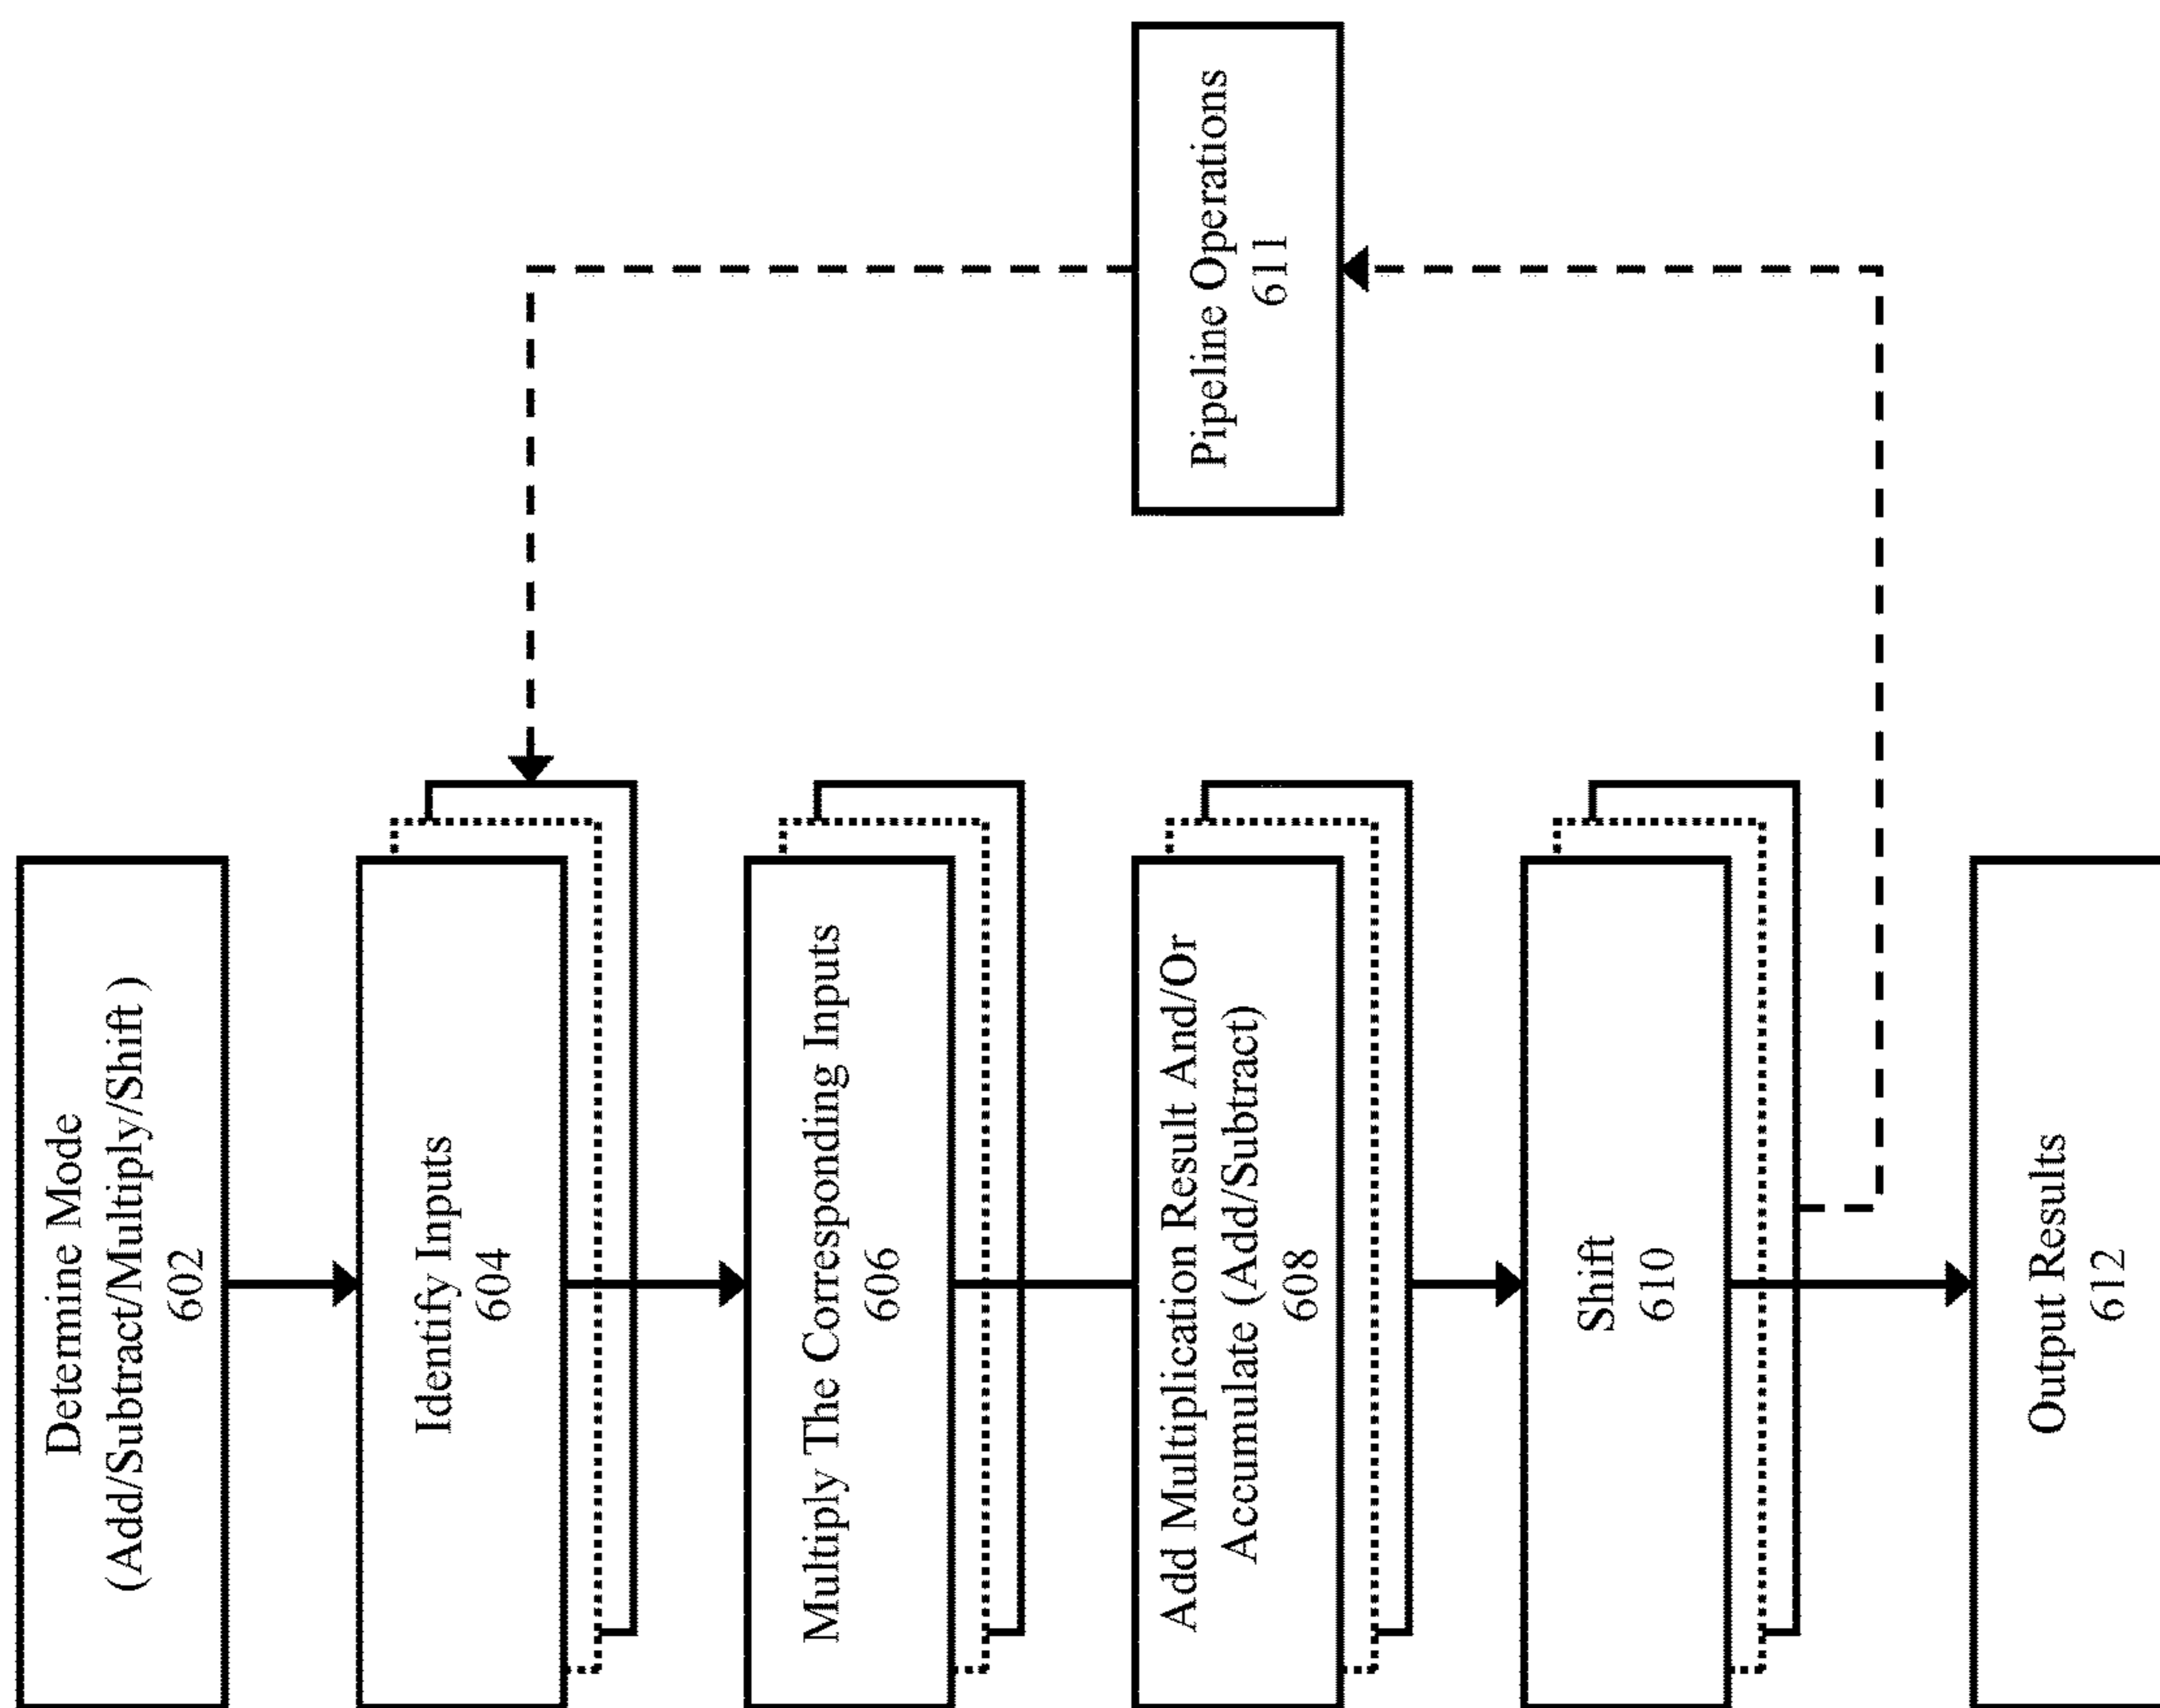 Determine Mode
(Add/Subtract/Multiply/Shift )
602
Identify Inputs
604
Multiply The Corresponding Inputs
606
Add Multiplication Result And/Or
Accumulate (Add/Subtract)
608
Shift
610
Pipeline Operations
611
Output Results
612